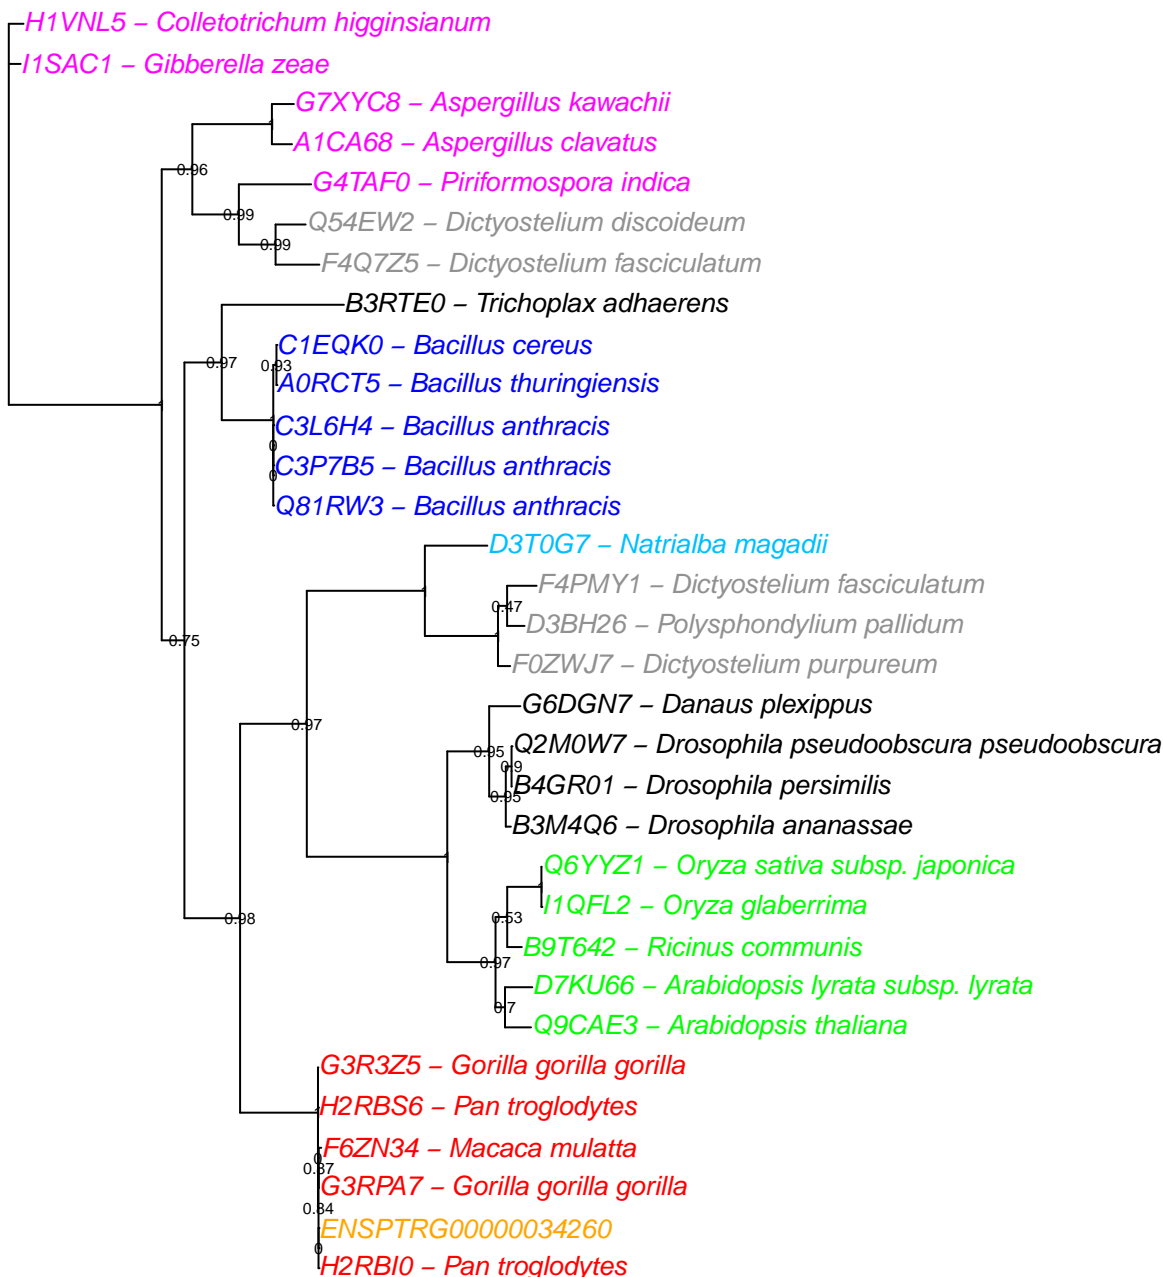 H1VNL5 – Colletotrichum higginsianum
I1SAC1 – Gibberella zeae
G7XYC8 – Aspergillus kawachii
A1CA68 – Aspergillus clavatus
0.96
G4TAF0 – Piriformospora indica
0.99
Q54EW2 – Dictyostelium discoideum
0.99
F4Q7Z5 – Dictyostelium fasciculatum
B3RTE0 – Trichoplax adhaerens
C1EQK0 – Bacillus cereus
0.97
0.93
A0RCT5 – Bacillus thuringiensis
C3L6H4 – Bacillus anthracis
0
C3P7B5 – Bacillus anthracis
0
Q81RW3 – Bacillus anthracis
D3T0G7 – Natrialba magadii
F4PMY1 – Dictyostelium fasciculatum
0.47
D3BH26 – Polysphondylium pallidum
0.75
F0ZWJ7 – Dictyostelium purpureum
G6DGN7 – Danaus plexippus
0.97
Q2M0W7 – Drosophila pseudoobscura pseudoobscura
0.95
0.9
B4GR01 – Drosophila persimilis
0.95
B3M4Q6 – Drosophila ananassae
Q6YYZ1 – Oryza sativa subsp. japonica
I1QFL2 – Oryza glaberrima
0.98
0.53
B9T642 – Ricinus communis
0.97
D7KU66 – Arabidopsis lyrata subsp. lyrata
0.7
Q9CAE3 – Arabidopsis thaliana
G3R3Z5 – Gorilla gorilla gorilla
H2RBS6 – Pan troglodytes
F6ZN34 – Macaca mulatta
0
0.87
G3RPA7 – Gorilla gorilla gorilla
0.84
ENSPTRG00000034260
0
H2RBI0 – Pan troglodytes